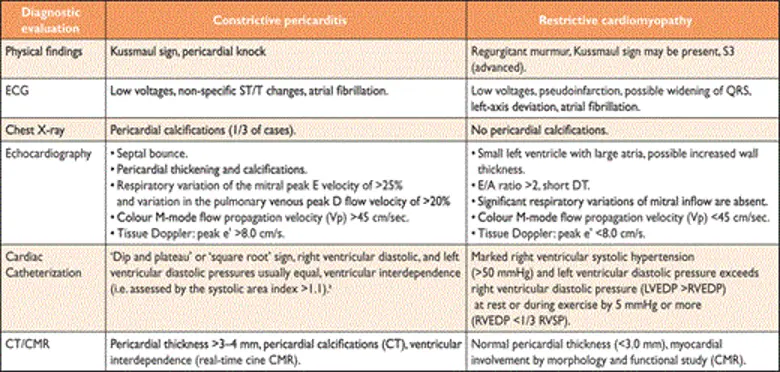 Diagnostic
evaluation
Constrictive pericarditis
Restrictive cardiomyopathy
Physical findings
Kussmaul sign, pericardial knock
Regurgitant murmur, Kussmaul sign may be present, S3
(advanced).
ECG
Low voltages, non-specific ST/T changes, atrial fibrillation.
Low voltages, pseudoinfarction, possible widening of QRS,
left-axis deviation, atrial fibrillation.
Chest X-ray
Pericardial calcifications (1/3 of cases).
No pericardial calcifications.
Echocardiography
• Septal bounce.
• Pericardial thickening and calcifications.
• Respiratory variation of the mitral peak E velocity of >25%
and variation in the pulmonary venous peak D flow velocity of >20%
• Colour M-mode flow propagation velocity (Vp) >45 cm/sec.
• Tissue Doppler: peak e' >8.0 cm/s.
• Small left ventricle with large atria, possible increased wall
thickness.
• E/A ratio >2, short DT.
• Significant respiratory variations of mitral inflow are absent.
• Colour M-mode flow propagation velocity (Vp) <45 cm/sec.
• Tissue Doppler: peak e' <8.0 cm/s.
Cardiac
Catheterization
'Dip and plateau' or 'square root' sign, right ventricular diastolic, and left
ventricular diastolic pressures usually equal, ventricular interdependence
(i.e. assessed by the systolic area index >1.1).ᵃ
Marked right ventricular systolic hypertension
(>50 mmHg) and left ventricular diastolic pressure exceeds
right ventricular diastolic pressure (LVEDP >RVEDP)
at rest or during exercise by 5 mmHg or more
(RVEDP <1/3 RVSP).
CT/CMR
Pericardial thickness >3–4 mm, pericardial calcifications (CT), ventricular
interdependence (real-time cine CMR).
Normal pericardial thickness (<3.0 mm), myocardial
involvement by morphology and functional study (CMR).